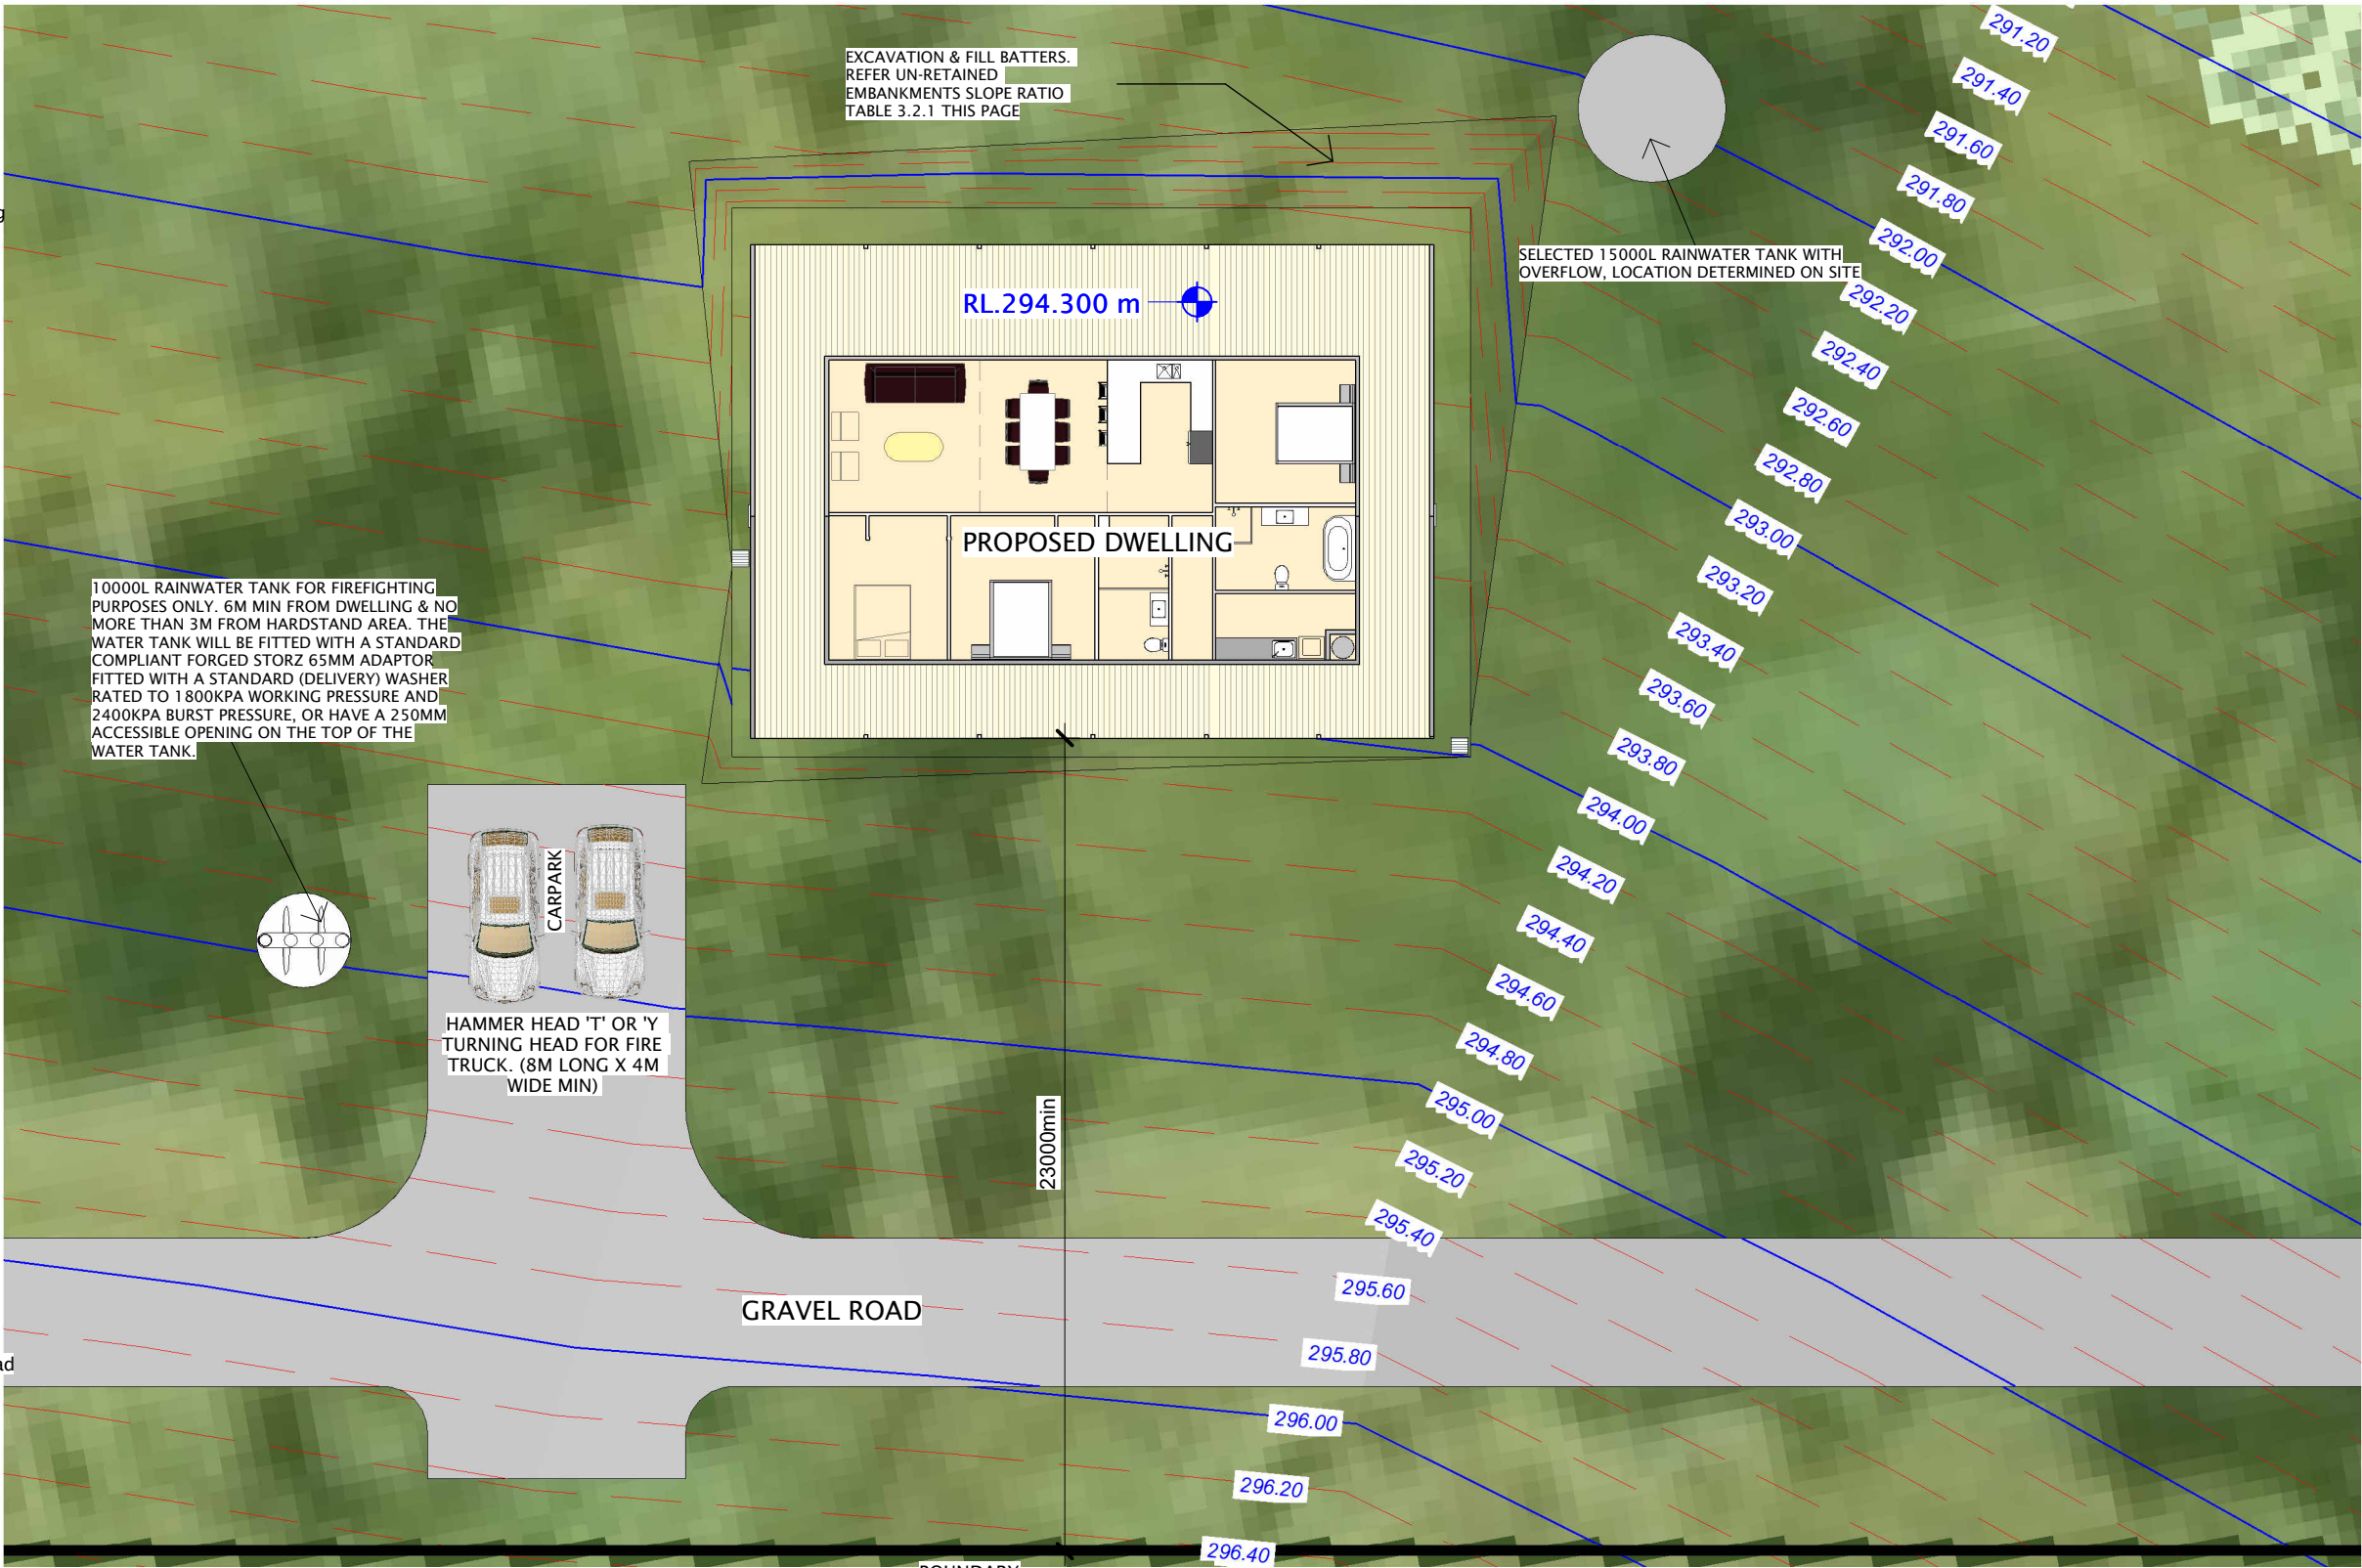 EXCAVATION & FILL BATTERS.
REFER UN-RETAINED
EMBANKMENTS SLOPE RATIO
TABLE 3.2.1 THIS PAGE
291.20
291.40
291.60
291.80
292.00
SELECTED 15000L RAINWATER TANK WITH
OVERFLOW, LOCATION DETERMINED ON SITE
RL.294.300 m
292.20
292.40
292.60
292.80
293.00
PROPOSED DWELLING
293.20
10000L RAINWATER TANK FOR FIREFIGHTING
PURPOSES ONLY. 6M MIN FROM DWELLING & NO
MORE THAN 3M FROM HARDSTAND AREA. THE
WATER TANK WILL BE FITTED WITH A STANDARD
COMPLIANT FORGED STORZ 65MM ADAPTOR
FITTED WITH A STANDARD (DELIVERY) WASHER
RATED TO 1800KPA WORKING PRESSURE AND
2400KPA BURST PRESSURE, OR HAVE A 250MM
ACCESSIBLE OPENING ON THE TOP OF THE
WATER TANK.
293.40
293.60
293.80
294.00
294.20
CARPARK
294.40
294.60
HAMMER HEAD 'T' OR 'Y
TURNING HEAD FOR FIRE
TRUCK. (8M LONG X 4M
WIDE MIN)
294.80
295.00
23000min
295.20
295.40
295.60
GRAVEL ROAD
295.80
296.00
296.20
296.40
BOUNDARY